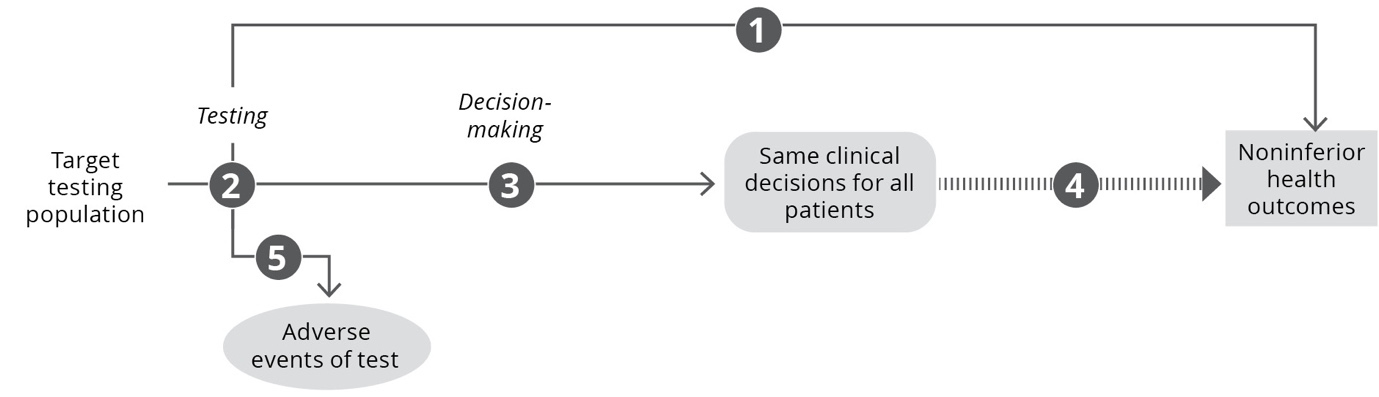 1
Testing
Decision-
making
Target
testing
population
2
3
Same clinical
decisions for all
patients
4
Noninferior
health
outcomes
5
Adverse
events of test